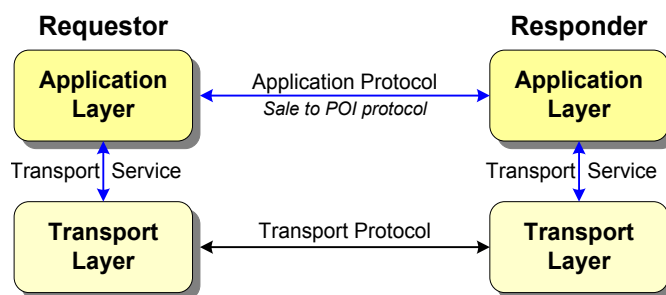 Requestor
Responder
Application
Layer
Application Protocol
Sale to POI protocol
Application
Layer
Transport Service
Transport Service
Transport
Layer
Transport Protocol
Transport
Layer